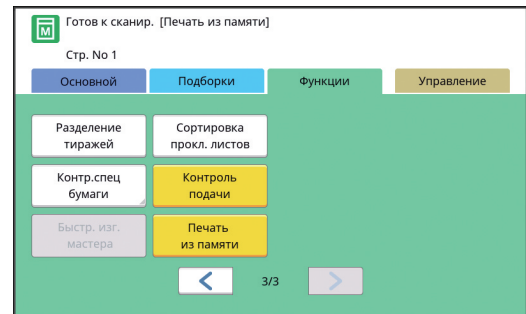 M
Готов к сканир. [Печать из памяти]
Стр. No 1
Основной
Подборки
Функции
Управление
Разделение
тиражей
Сортировка
прокл. листов
Контр.спец
бумаги
Контроль
подачи
Быстр. изг.
мастера
Печать
из памяти
3/3